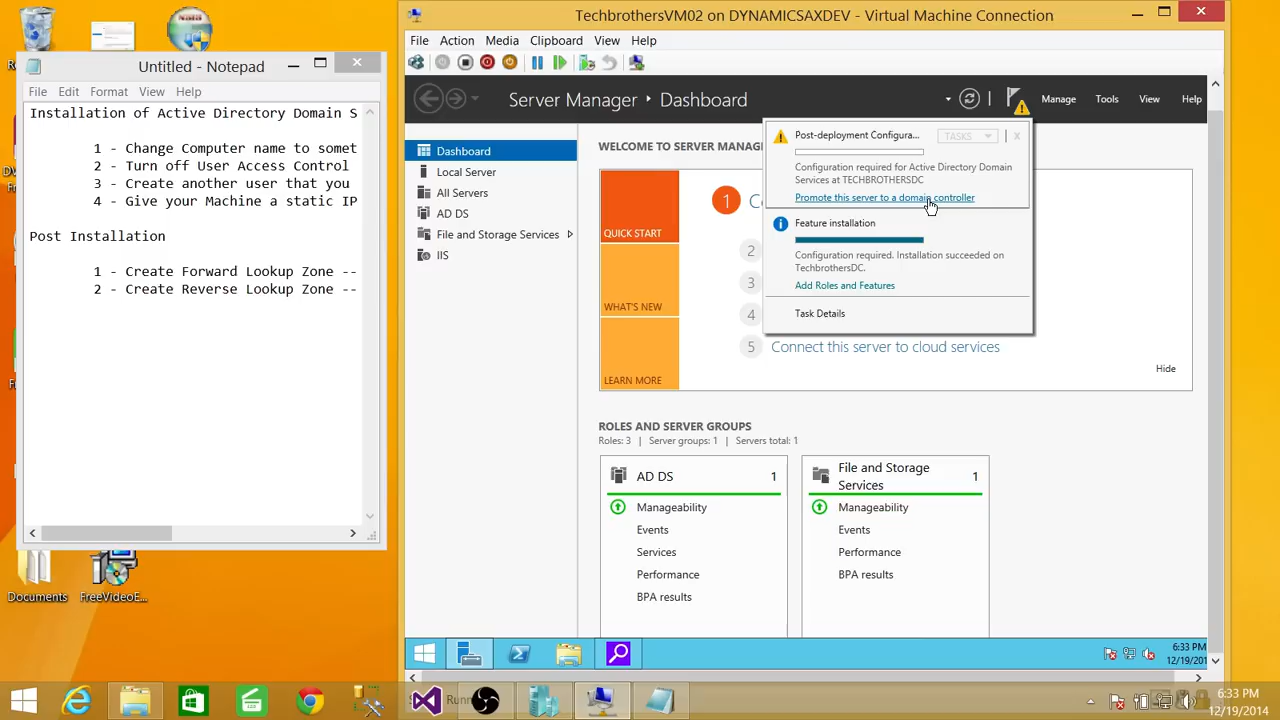 Untitled - Notepad
File Edit Format View Help
Installation of Active Directory Domain S
1 - Change Computer name to somet
2 - Turn off User Access Control
3 - Create another user that you
4 - Give your Machine a static IP
Post Installation
1 - Create Forward Lookup Zone --
2 - Create Reverse Lookup Zone --
Documents
FreeVideoE...
TechbrothersVM02 on DYNAMICSAXDEV - Virtual Machine Connection
File Action Media Clipboard View Help
Server Manager • Dashboard
Manage Tools View Help
Dashboard
Local Server
All Servers
AD DS
File and Storage Services
IIS
WELCOME TO SERVER MANAG
QUICK START
WHAT'S NEW
LEARN MORE
1
2
3
4
5 Connect this server to cloud services
Hide
Post-deployment Configura... TASKS
Configuration required for Active Directory Domain
Services at TECHBROTHERSDC
Promote this server to a domain controller
Feature installation
Configuration required. Installation succeeded on
TechbrothersDC.
Add Roles and Features
Task Details
ROLES AND SERVER GROUPS
Roles: 3 | Server groups: 1 | Servers total: 1
AD DS 1
Manageability
Events
Services
Performance
BPA results
File and Storage
Services 1
Manageability
Events
Performance
BPA results
6:33 PM
12/19/201
6:33 PM
12/19/2014